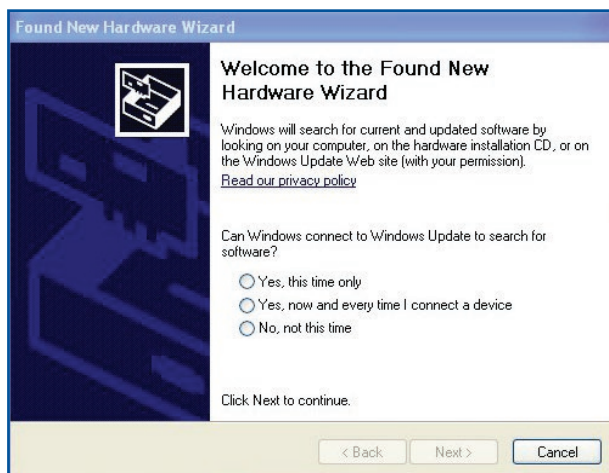 Found New Hardware Wizard
Welcome to the Found New
Hardware Wizard
Windows will search for current and updated software by
looking on your computer, on the hardware installation CD, or on
the Windows Update Web site (with your permission).
Read our privacy policy
Can Windows connect to Windows Update to search for
software?
Yes, this time only
Yes, now and every time I connect a device
No, not this time
Click Next to continue.
< Back Next > Cancel